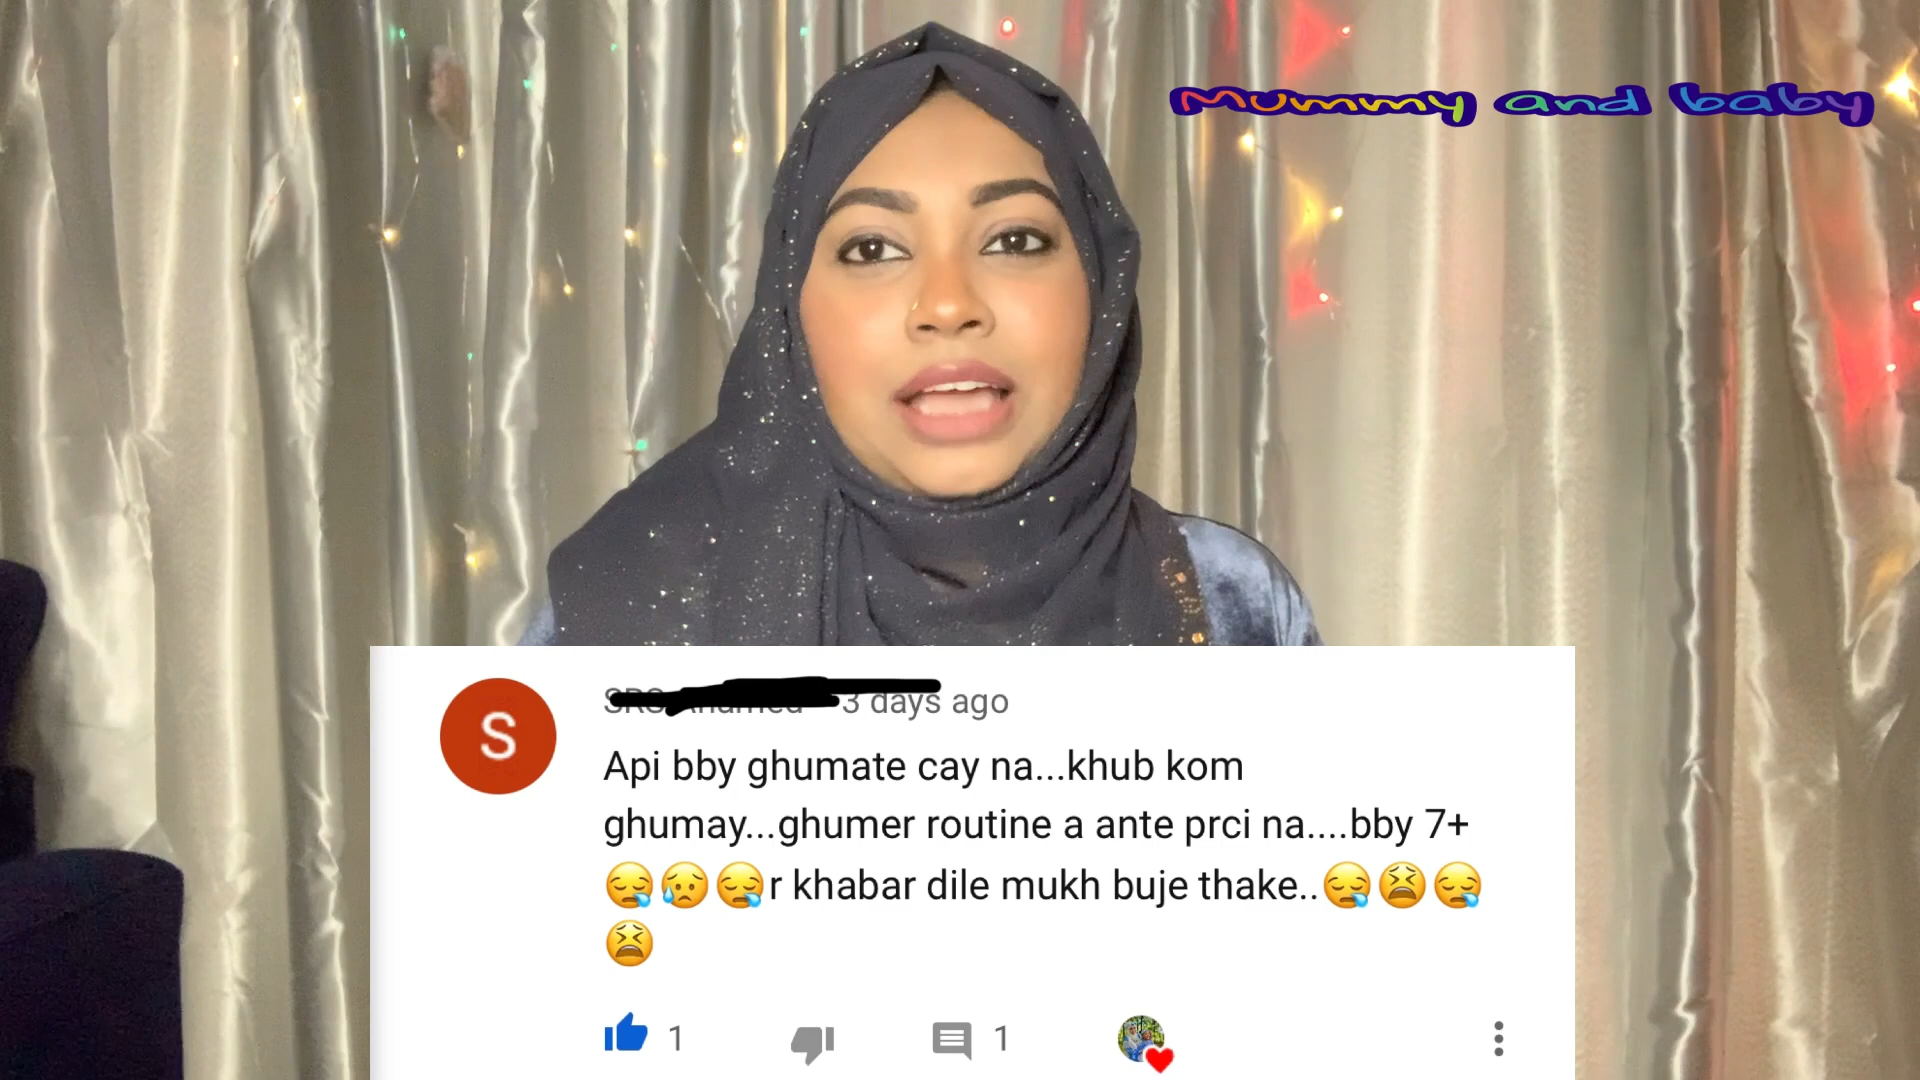 Mummy and baby
S
3 days ago
Api bby ghumate cay na...khub kom
ghumay...ghumer routine a ante prci na....bby 7+
😪😥😪r khabar dile mukh buje thake..😪😫😪
😫
1 1